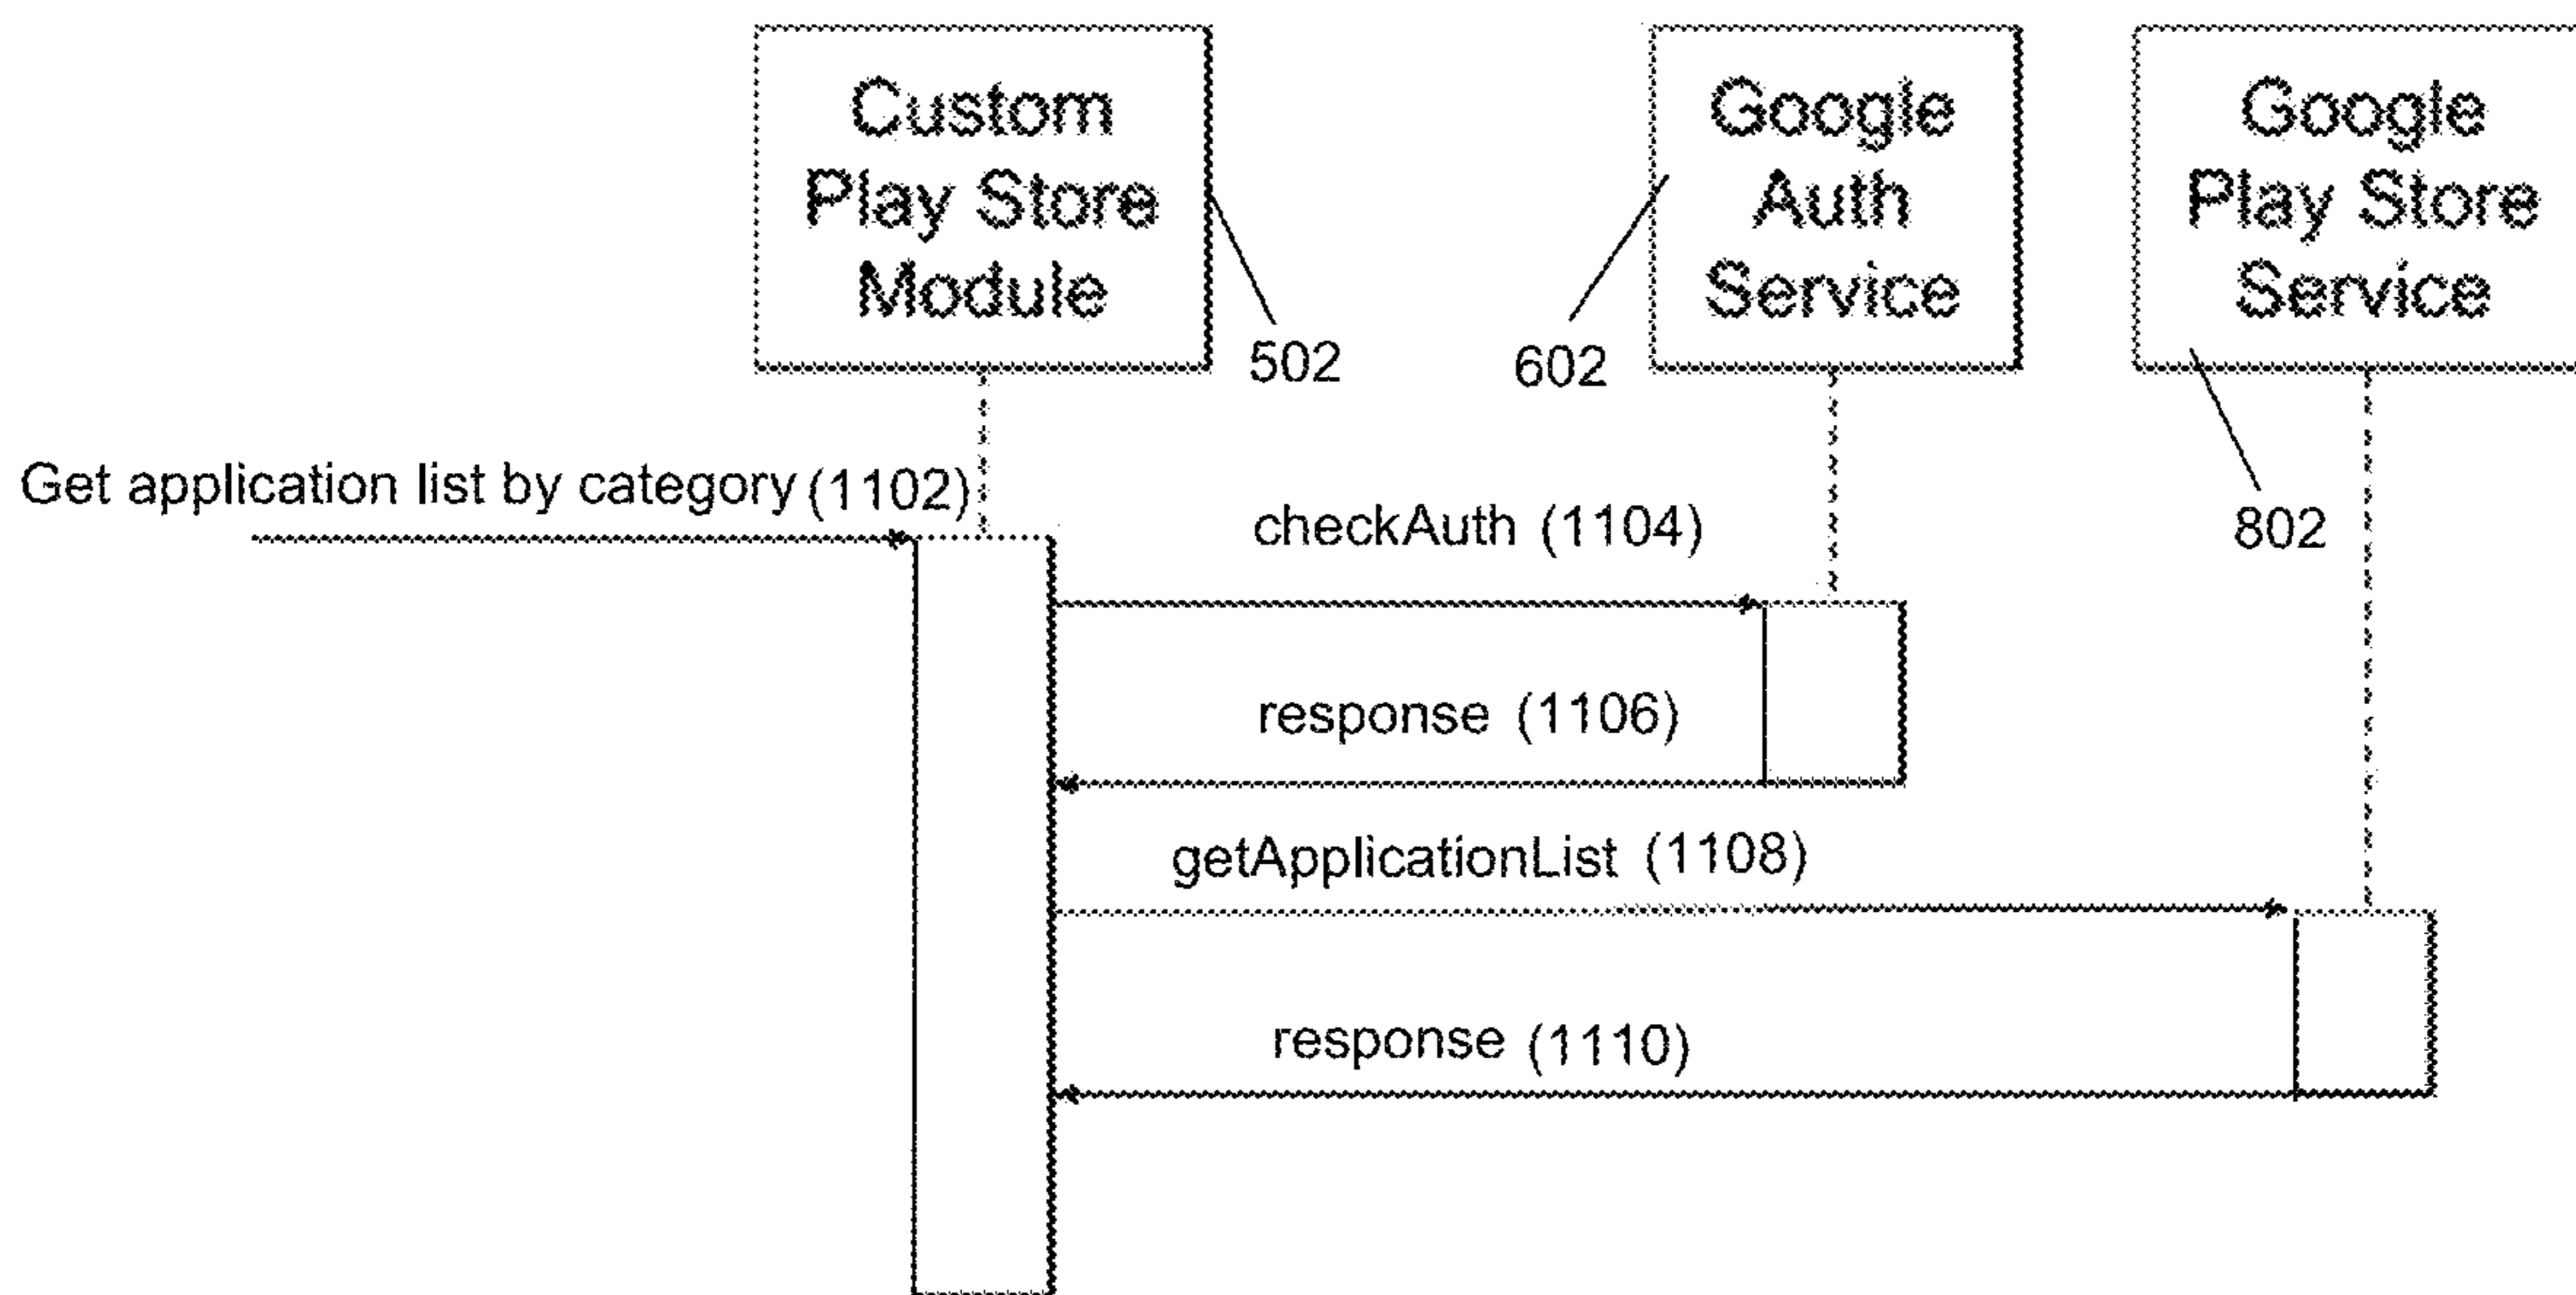 Custom
Play Store
Module
Google
Auth
Service
Google
Play Store
Service
502
602
802
Get application list by category (1102)
checkAuth (1104)
response (1106)
getApplicationList (1108)
response (1110)